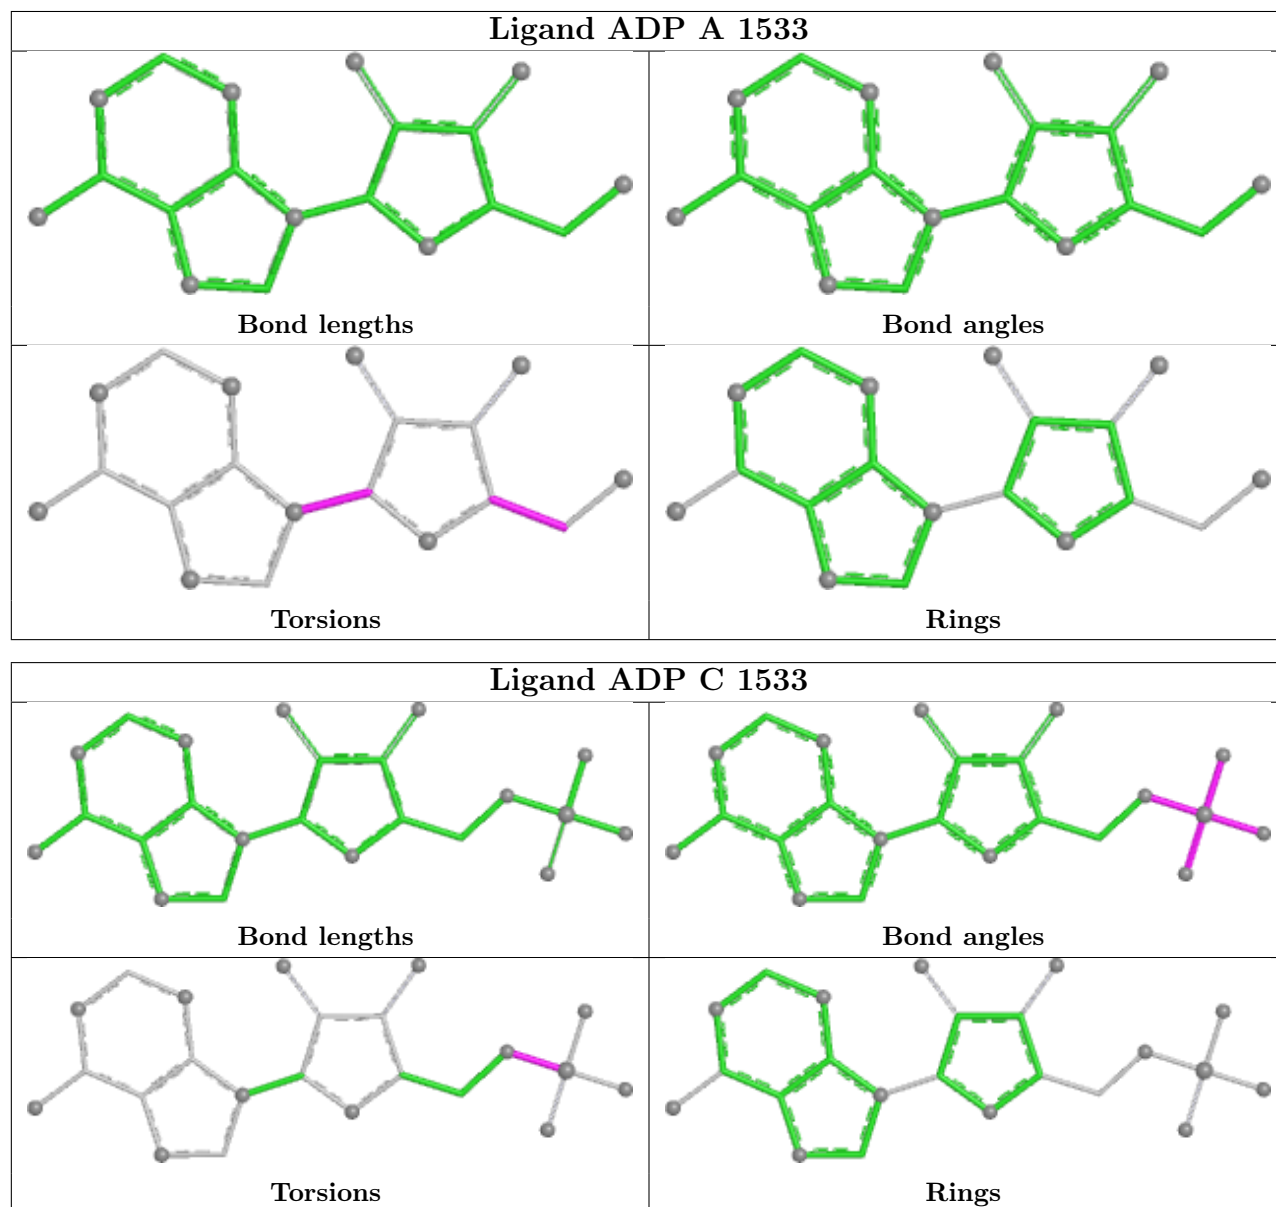 Ligand ADP A 1533
Bond lengths
Bond angles
Torsions
Rings
Ligand ADP C 1533
Bond lengths
Bond angles
Torsions
Rings